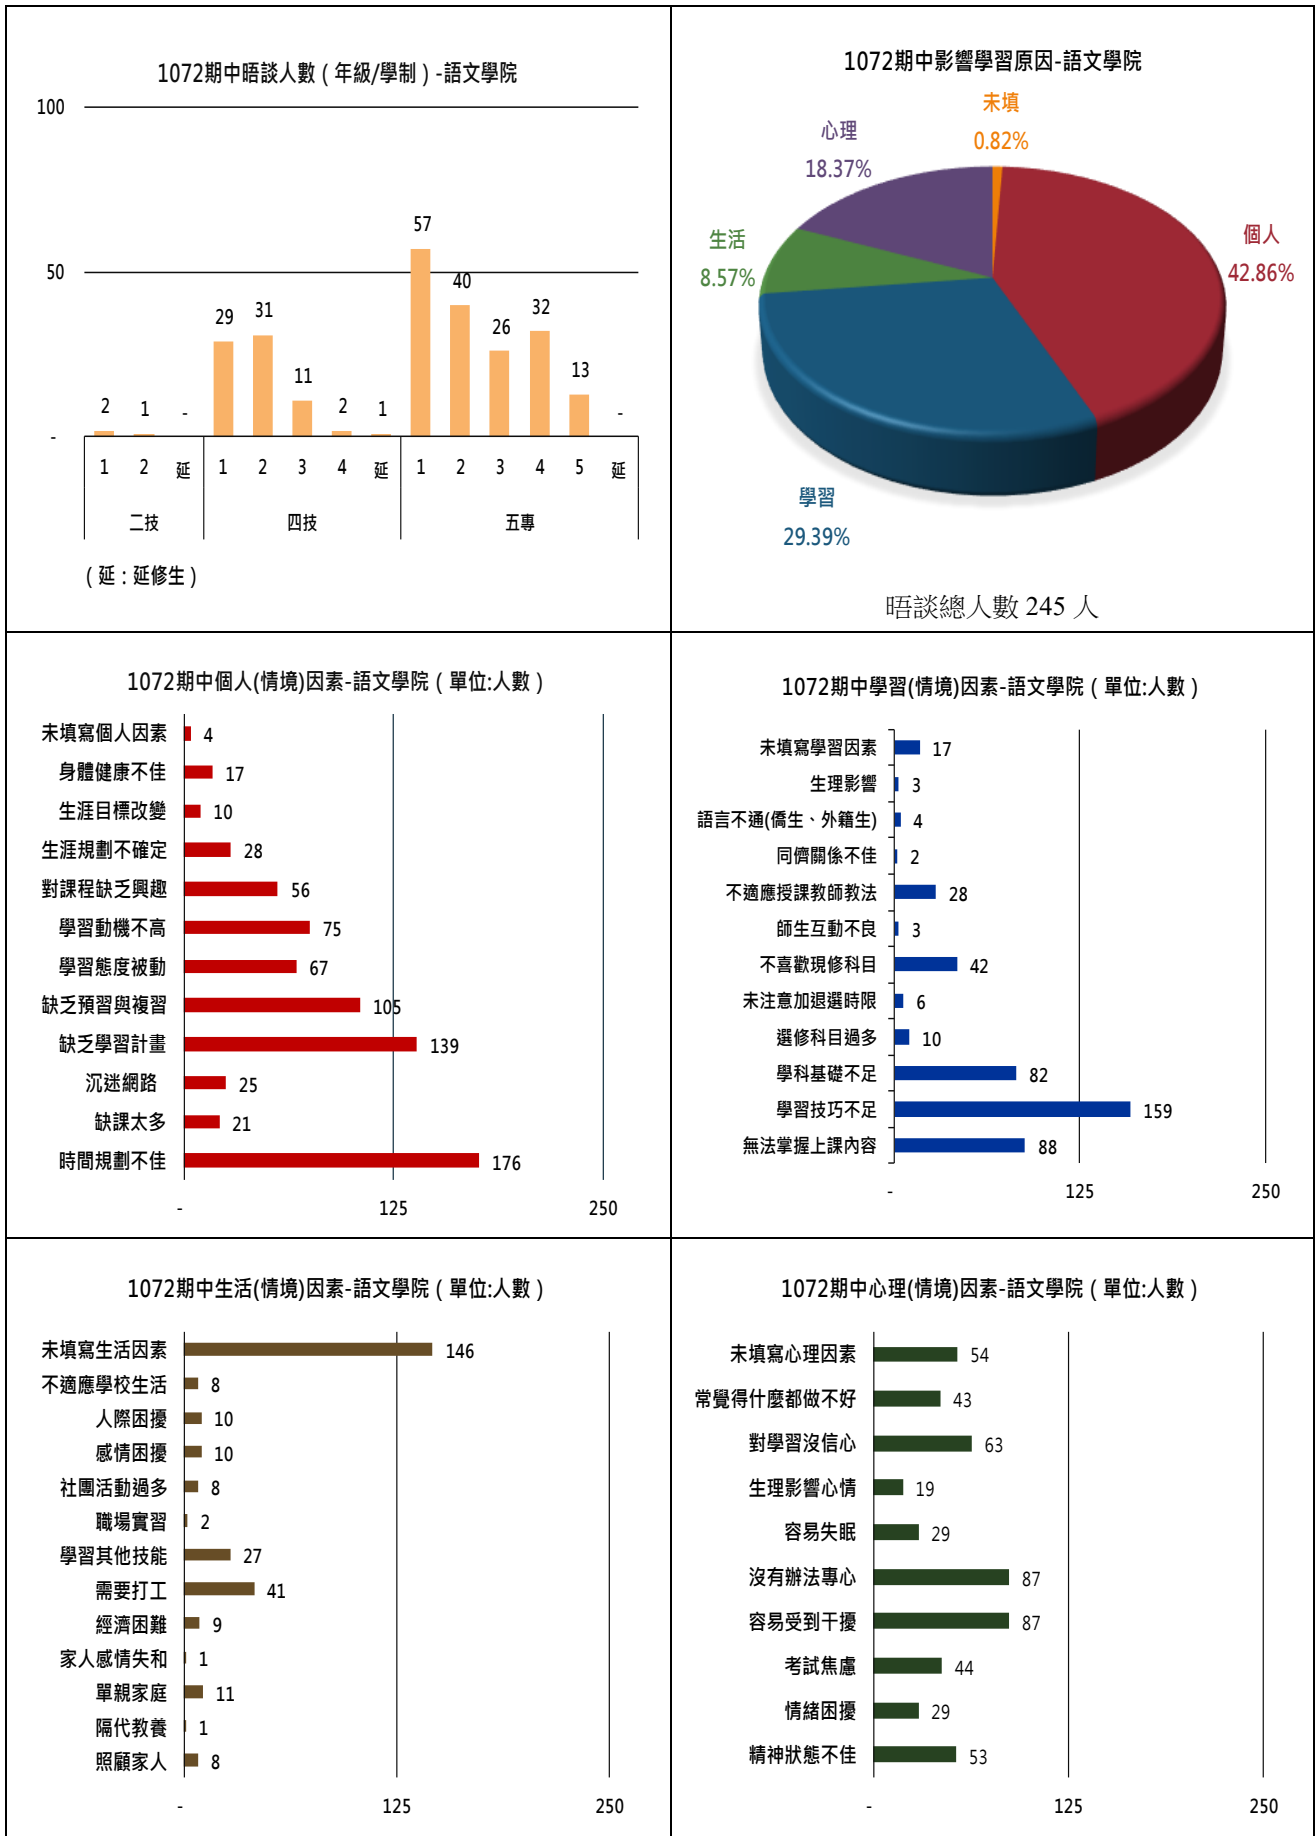 1072期中晤談人數（年級/學制）-語文學院
100
50
-
2
1
-
29
31
11
2
1
57
40
26
32
13
-
1 2 延 1 2 3 4 延 1 2 3 4 5 延
二技 四技 五專
（延：延修生）
1072期中影響學習原因-語文學院
未填
0.82%
個人
42.86%
學習
29.39%
生活
8.57%
心理
18.37%
晤談總人數 245 人
1072期中個人(情境)因素-語文學院（單位:人數）
未填寫個人因素 4
身體健康不佳 17
生涯目標改變 10
生涯規劃不確定 28
對課程缺乏興趣 56
學習動機不高 75
學習態度被動 67
缺乏預習與複習 105
缺乏學習計畫 139
沉迷網路 25
缺課太多 21
時間規劃不佳 176
- 125 250
1072期中學習(情境)因素-語文學院（單位:人數）
未填寫學習因素 17
生理影響 3
語言不通(僑生、外籍生) 4
同儕關係不佳 2
不適應授課教師教法 28
師生互動不良 3
不喜歡現修科目 42
未注意加退選時限 6
選修科目過多 10
學科基礎不足 82
學習技巧不足 159
無法掌握上課內容 88
- 125 250
1072期中生活(情境)因素-語文學院（單位:人數）
未填寫生活因素 146
不適應學校生活 8
人際困擾 10
感情困擾 10
社團活動過多 8
職場實習 2
學習其他技能 27
需要打工 41
經濟困難 9
家人感情失和 1
單親家庭 11
隔代教養 1
照顧家人 8
- 125 250
1072期中心理(情境)因素-語文學院（單位:人數）
未填寫心理因素 54
常覺得什麼都做不好 43
對學習沒信心 63
生理影響心情 19
容易失眠 29
沒有辦法專心 87
容易受到干擾 87
考試焦慮 44
情緒困擾 29
精神狀態不佳 53
- 125 250